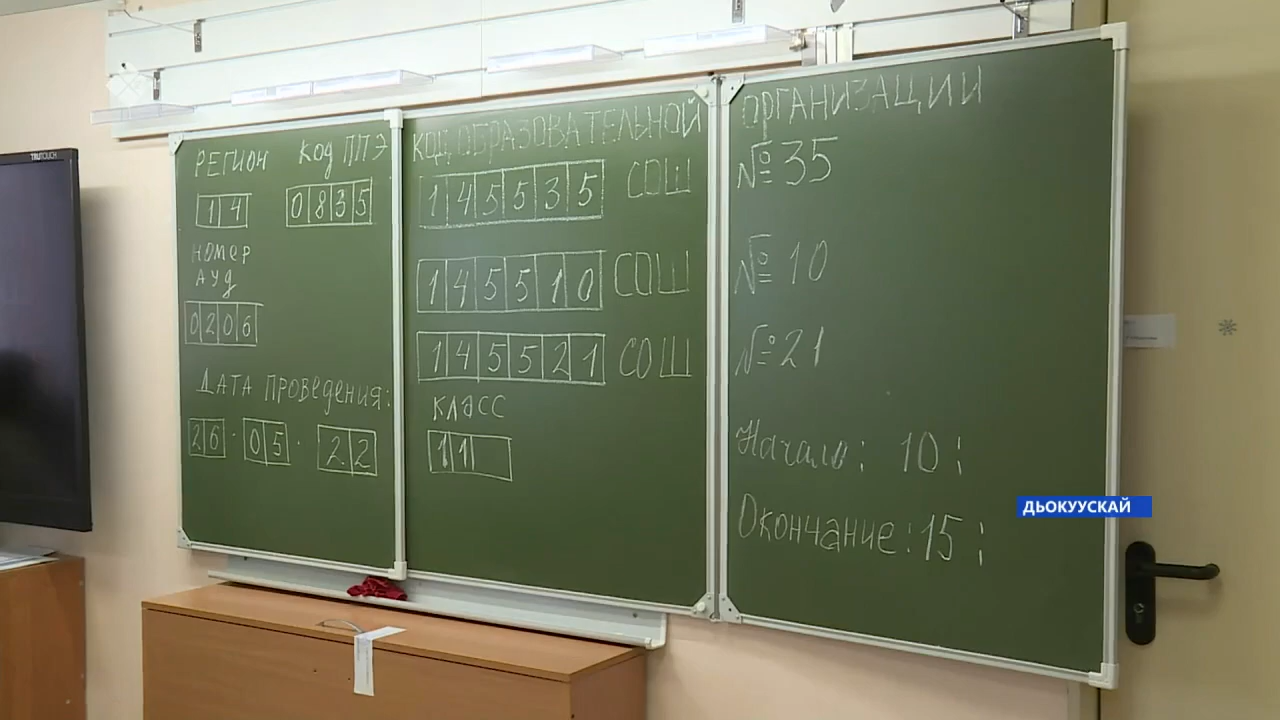 TRUTOUCH
РЕГИОН КОД ППЭ
14 0835
НОМЕР
АУД
0206
ДАТА ПРОВЕДЕНИЯ:
26.05.22
КОД ОБРАЗОВАТЕЛЬНОЙ ОРГАНИЗАЦИИ
145535 СОШ №35
145510 СОШ №10
145521 СОШ №21
КЛАСС
11
Начало: 10:
Окончание: 15:
ДЬОКУУСКАЙ